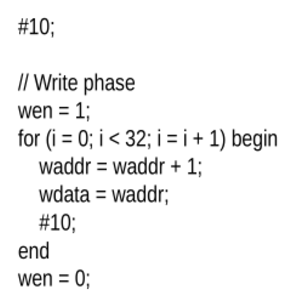 #10;
// Write phase
wen = 1;
for (i = 0; i < 32; i = i + 1) begin
waddr = waddr + 1;
wdata = waddr;
#10;
end
wen = 0;